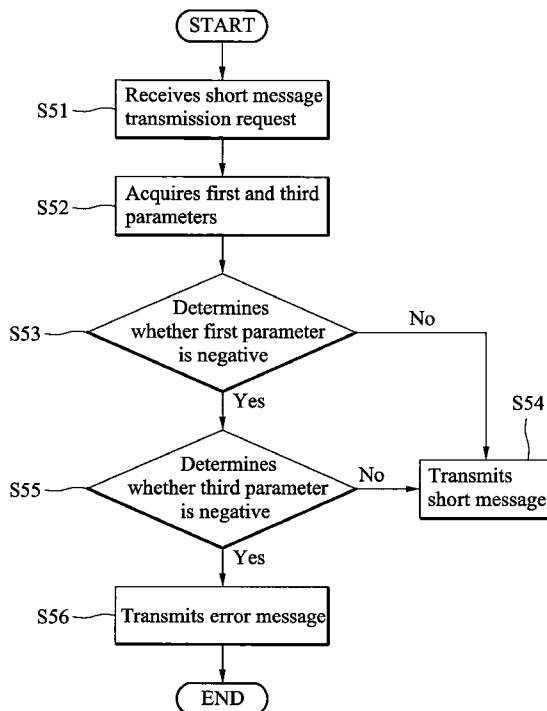 START
S51
Receives short message
transmission request
S52
Acquires first and third
parameters
S53
Determines
whether first parameter
is negative
No
Yes
S54
Transmits
short message
S55
Determines
whether third parameter
is negative
No
Yes
S56
Transmits error message
END